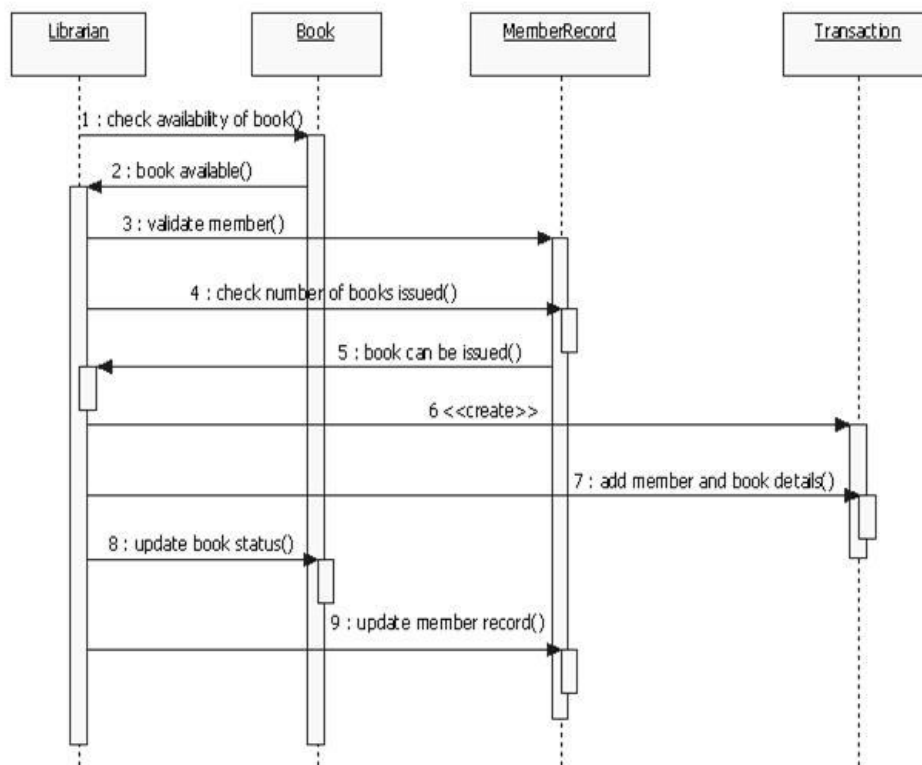 Librarian
Book
MemberRecord
Transaction
1 : check availability of book()
2 : book available()
3 : validate member()
4 : check number of books issued()
5 : book can be issued()
6 <<create>>
7 : add member and book details()
8 : update book status()
9 : update member record()